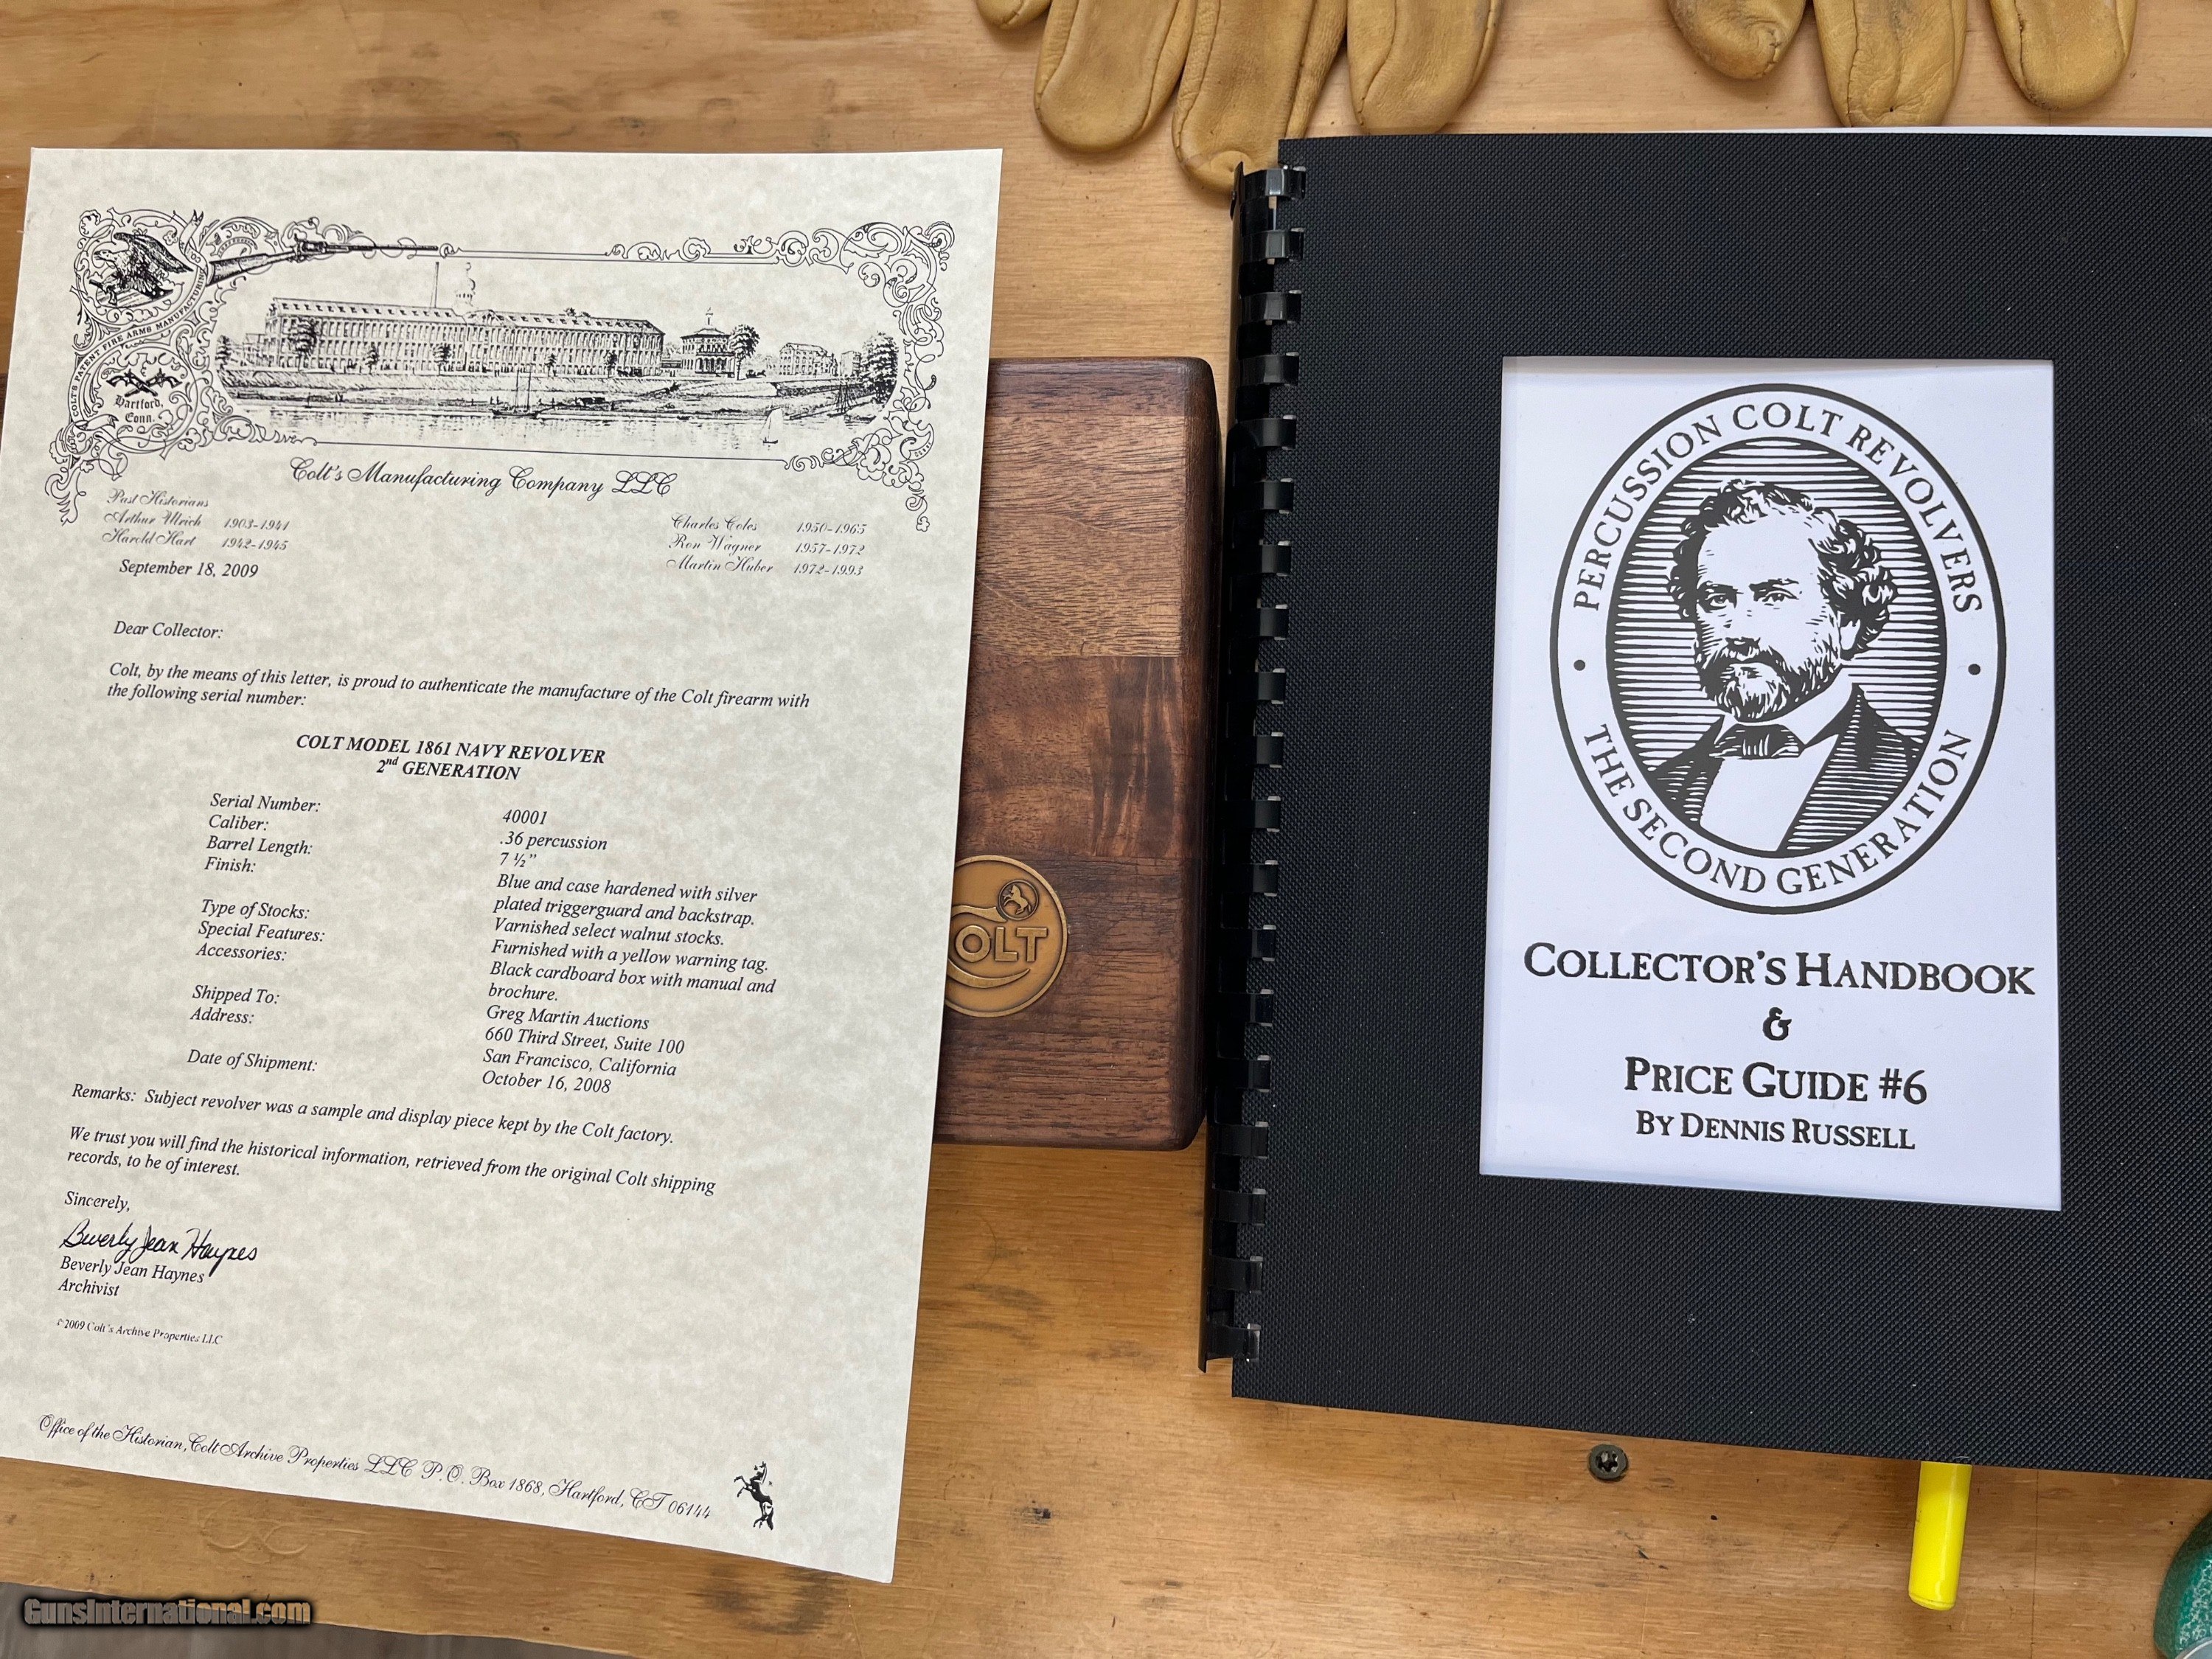 COLT'S PATENT FIRE ARMS MANUFACTURING
Hartford,
Conn.
Colt's Manufacturing Company LLC
Past Historians
Arthur Ulrich 1903-1941
Harold Hart 1942-1945
Charles Coles 1950-1965
Ron Wagner 1957-1972
Martin Huber 1972-1993
September 18, 2009
Dear Collector:
Colt, by the means of this letter, is proud to authenticate the manufacture of the Colt firearm with
the following serial number:
COLT MODEL 1861 NAVY REVOLVER
2nd GENERATION
Serial Number: 40001
Caliber: .36 percussion
Barrel Length: 7 ½"
Finish: Blue and case hardened with silver
plated triggerguard and backstrap.
Type of Stocks: Varnished select walnut stocks.
Special Features: Furnished with a yellow warning tag.
Accessories: Black cardboard box with manual and
brochure.
Shipped To: Greg Martin Auctions
Address: 660 Third Street, Suite 100
San Francisco, California
Date of Shipment: October 16, 2008
Remarks: Subject revolver was a sample and display piece kept by the Colt factory.
We trust you will find the historical information, retrieved from the original Colt shipping
records, to be of interest.
Sincerely,
Beverly Jean Haynes
Beverly Jean Haynes
Archivist
©2009 Colt's Archive Properties LLC
Office of the Historian, Colt Archive Properties LLC P.O. Box 1868, Hartford, CT 06144
OLT
PERCUSSION COLT REVOLVERS
• THE SECOND GENERATION •
COLLECTOR'S HANDBOOK
&
PRICE GUIDE #6
BY DENNIS RUSSELL
GunsInternational.com